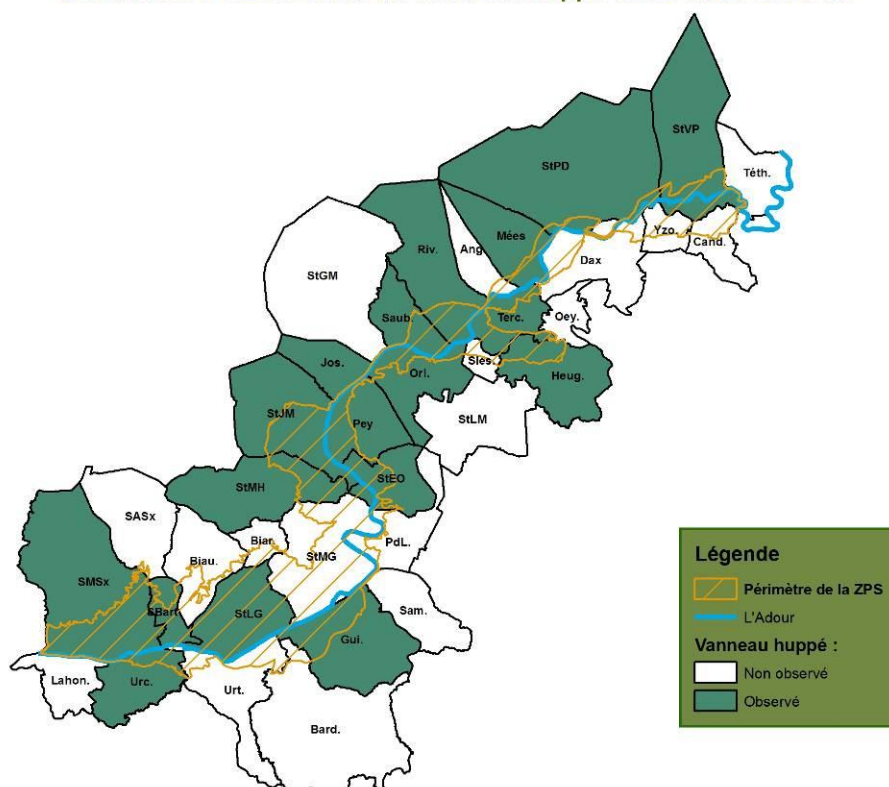 StVP
StPD
Téth.
Mées
Yzo.
Cand.
Riv.
Ang
StGM
Dax
Saub.
Terc.
Oey.
Jos.
Orl.
Sies.
Heug.
StJM
Pey
StLM
StMH
StEO
SASx
Biar.
PdL.
Biau.
StMG
SMSx
SBart
StLG
Sam.
Gui.
Lahon.
Urc.
Urt.
Bard.
Légende
Périmètre de la ZPS
L'Adour
Vanneau huppé :
Non observé
Observé